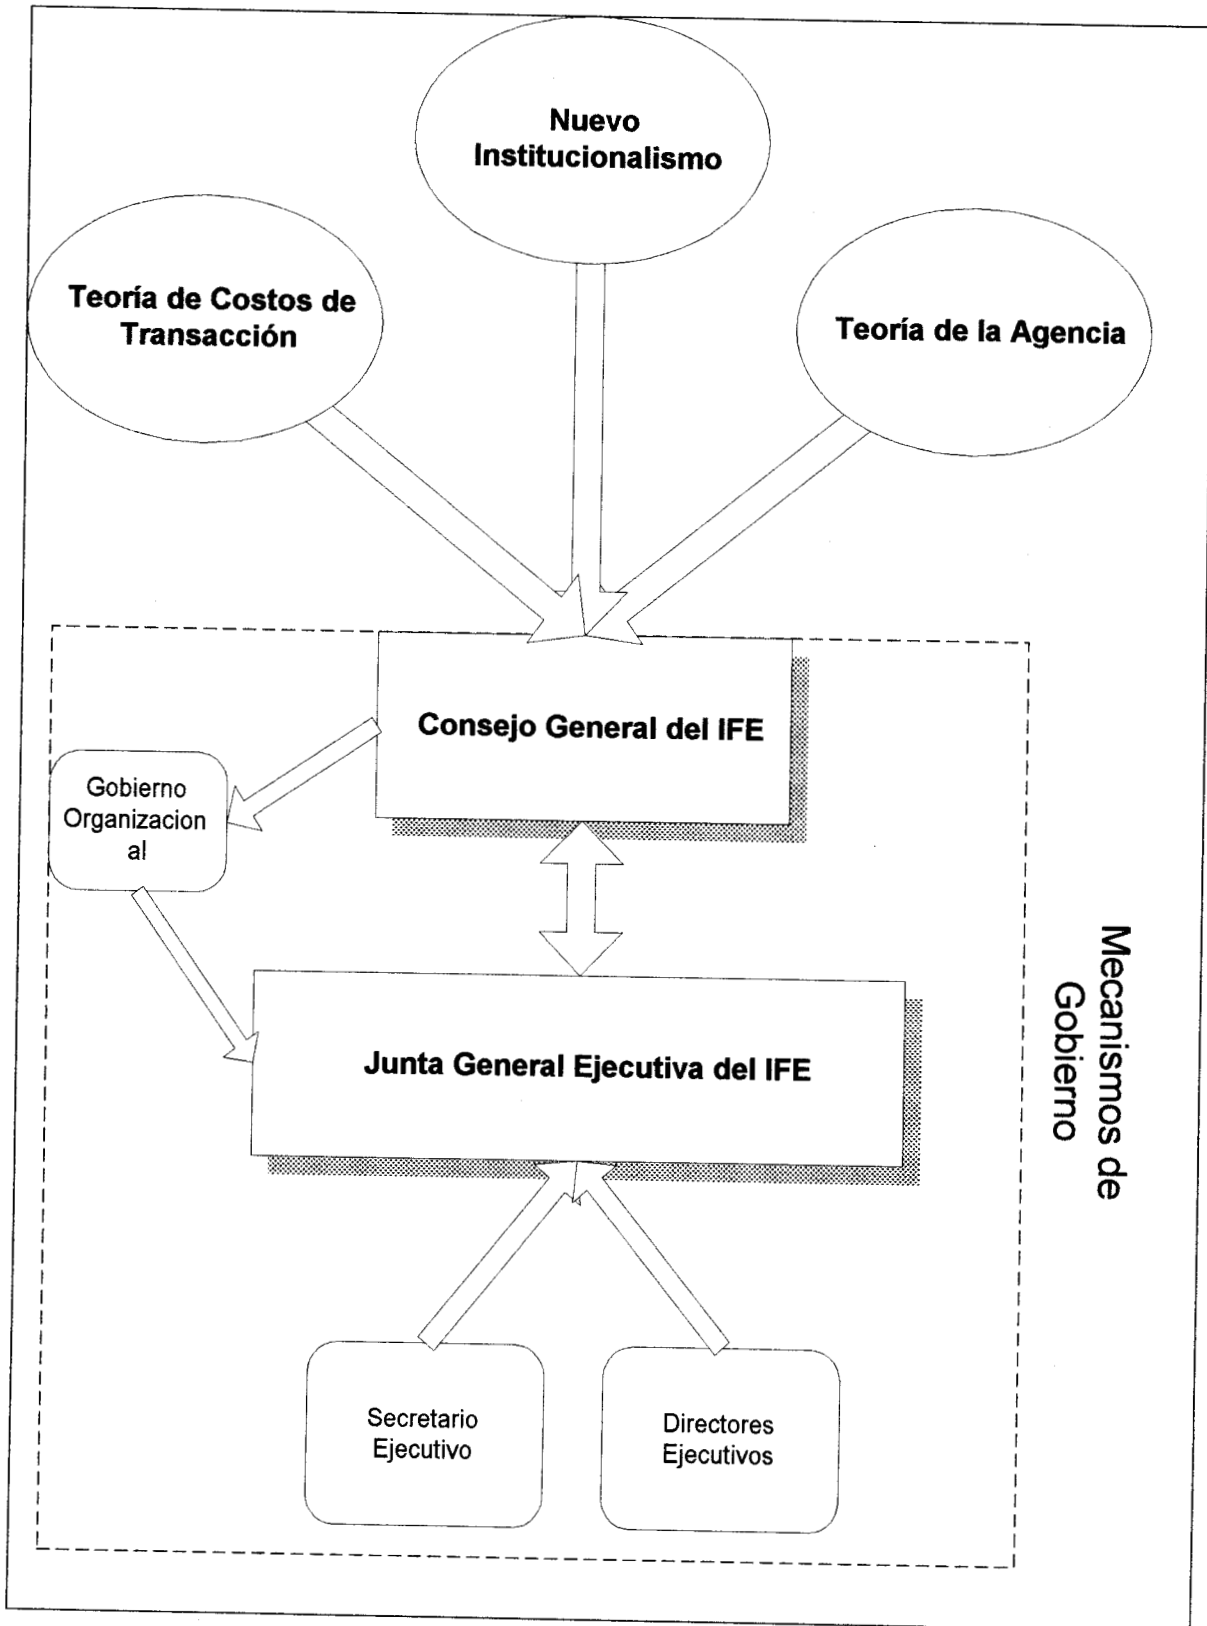 Nuevo
Institucionalismo
Teoría de Costos de
Transacción
Teoría de la Agencia
Consejo General del IFE
Gobierno
Organizacion
al
Junta General Ejecutiva del IFE
Mecanismos de
Gobierno
Secretario
Ejecutivo
Directores
Ejecutivos